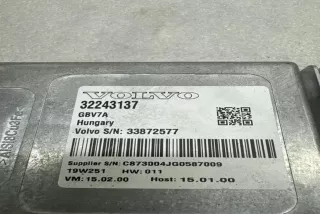 VOLVO
32243137
G8V7A
Hungary
Volvo S/N: 33872577
Supplier S/N: C873004JG0587009
19W251 HW: 011
VM: 15.02.00 Host: 15.01.00